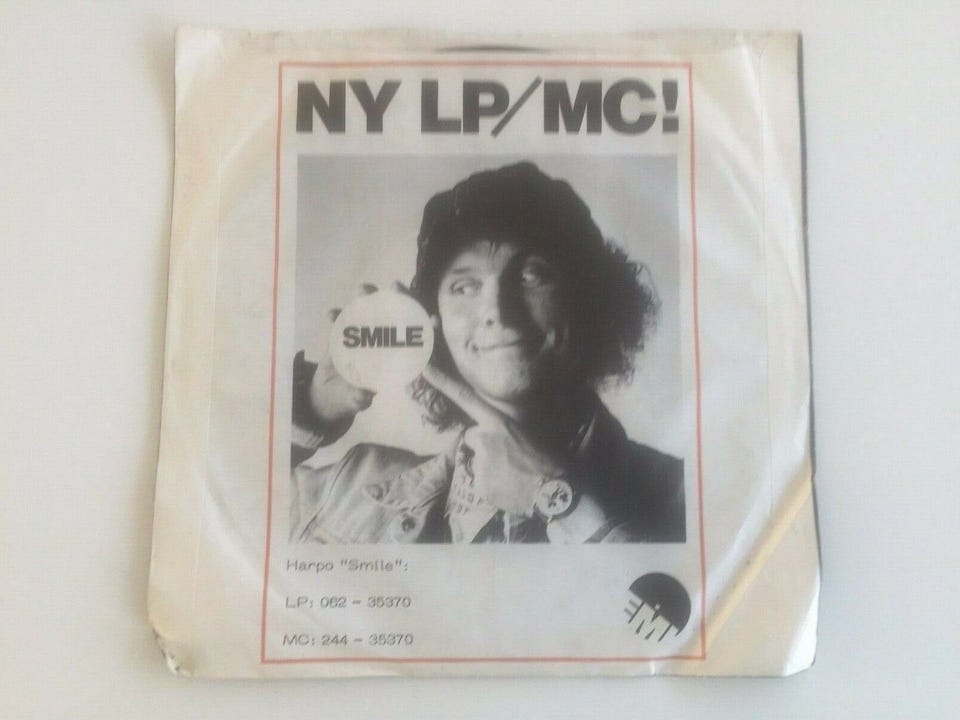 NY LP/MC!
SMILE
Harpo "Smile":
LP: 062 - 35370
MC: 244 - 35370
EMI